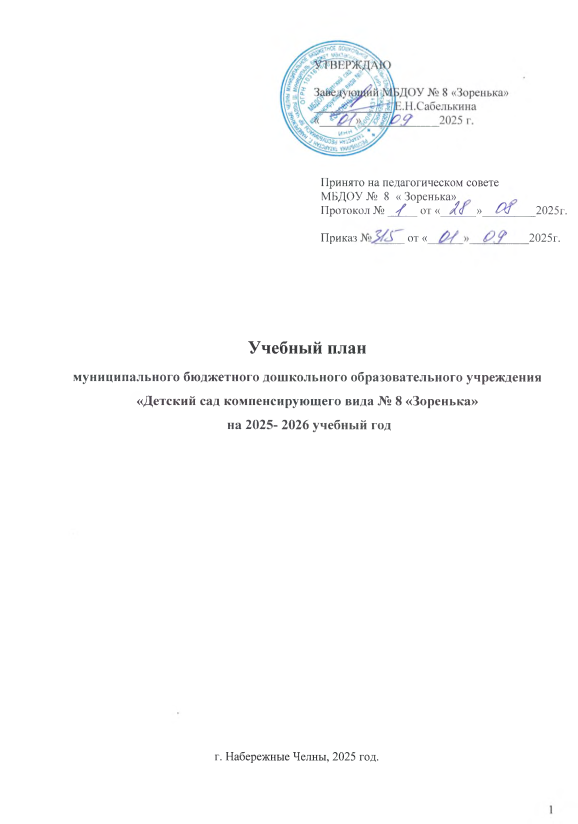 УТВЕРЖДАЮ
Заведующий МБДОУ № 8 «Зоренька»
Е.Н.Сабелькина
« 01 » 09 2025 г.
Принято на педагогическом совете
МБДОУ № 8 « Зоренька»
Протокол № 1 от « 28 » 08 2025г.
Приказ № 315 от « 01 » 09 2025г.
Учебный план
муниципального бюджетного дошкольного образовательного учреждения
«Детский сад компенсирующего вида № 8 «Зоренька»
на 2025- 2026 учебный год
г. Набережные Челны, 2025 год.
1